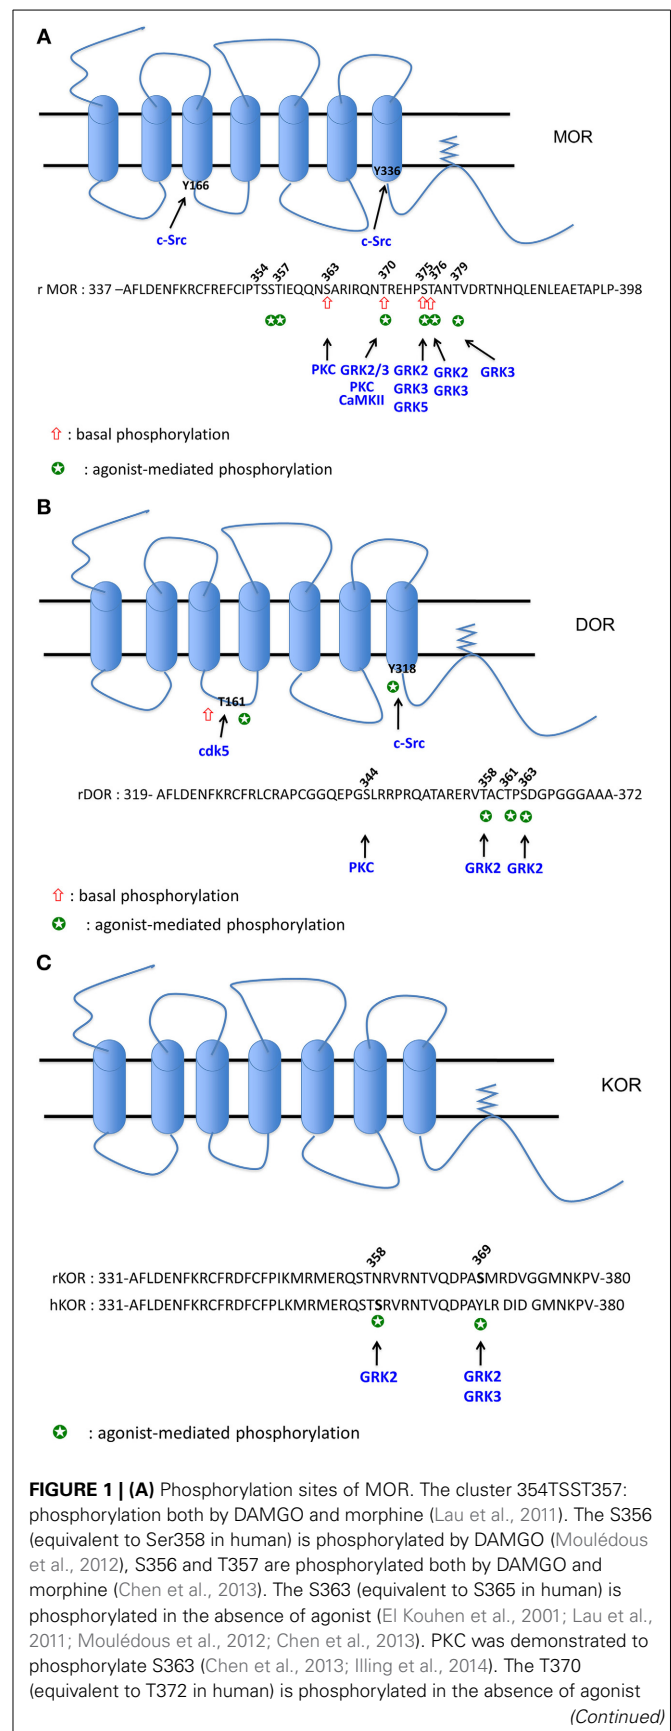 A
MOR
Y166
Y336
c-Src
c-Src
354
357
363
370
375
376
379
r MOR : 337 –AFLDENFKRCFREFCIPTSSTIEQQNSARIRQNTREHPSTANTVDRTNHQLENLEAETAPLP-398
PKC
GRK2/3
PKC
CaMKII
GRK2
GRK3
GRK5
GRK2
GRK3
GRK3
: basal phosphorylation
: agonist-mediated phosphorylation
B
DOR
Y318
T161
cdk5
c-Src
344
358
361
363
rDOR : 319- AFLDENFKRCFRLCRAPCGGQEPGSLRRPRQATARERVTACTPSDGPGGGAAA-372
PKC
GRK2
GRK2
: basal phosphorylation
: agonist-mediated phosphorylation
C
KOR
358
369
rKOR : 331-AFLDENFKRCFRDFCFPIKMRMERQSTNRVRNTVQDPASMRDVGGMNKPV-380
hKOR : 331-AFLDENFKRCFRDFCFPLKMRMERQSTSRVRNTVQDPAYLR DID GMNKPV-380
GRK2
GRK2
GRK3
: agonist-mediated phosphorylation
FIGURE 1 | (A) Phosphorylation sites of MOR. The cluster 354TSST357:
phosphorylation both by DAMGO and morphine (Lau et al., 2011). The S356
(equivalent to Ser358 in human) is phosphorylated by DAMGO (Moulédous
et al., 2012), S356 and T357 are phosphorylated both by DAMGO and
morphine (Chen et al., 2013). The S363 (equivalent to S365 in human) is
phosphorylated in the absence of agonist (El Kouhen et al., 2001; Lau et al.,
2011; Moulédous et al., 2012; Chen et al., 2013). PKC was demonstrated to
phosphorylate S363 (Chen et al., 2013; Illing et al., 2014). The T370
(equivalent to T372 in human) is phosphorylated in the absence of agonist
(Continued)